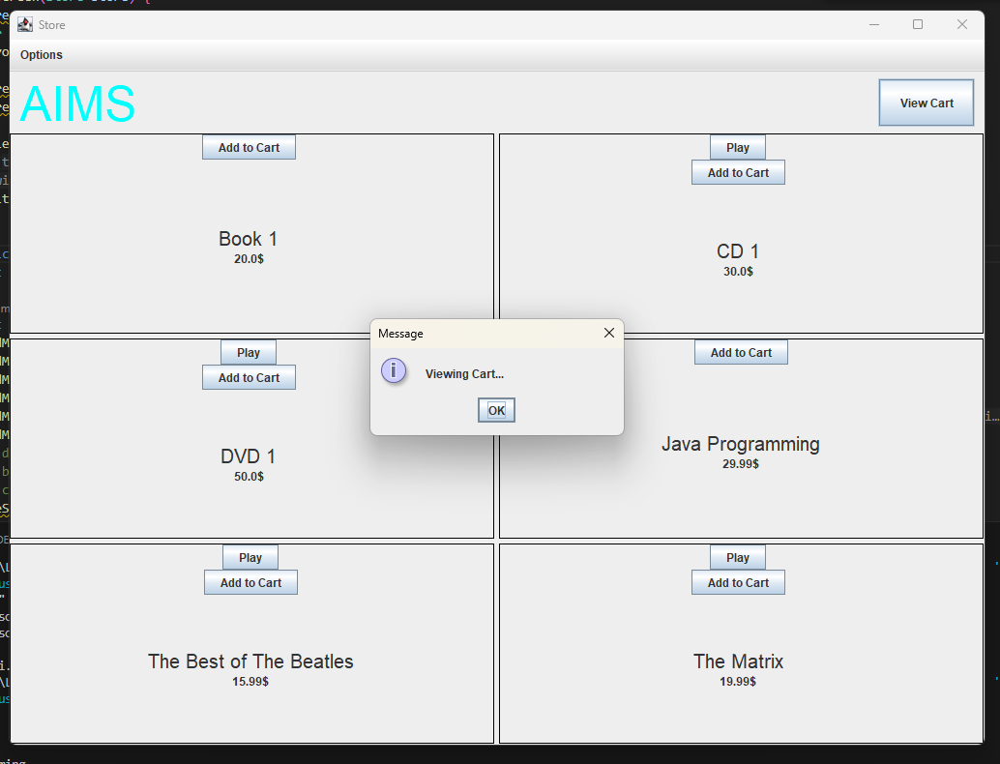 Store
Options
AIMS
View Cart
Add to Cart
Book 1
20.0$
Play
Add to Cart
CD 1
30.0$
Message
Viewing Cart...
OK
Play
Add to Cart
DVD 1
50.0$
Add to Cart
Java Programming
29.99$
Play
Add to Cart
The Best of The Beatles
15.99$
Play
Add to Cart
The Matrix
19.99$